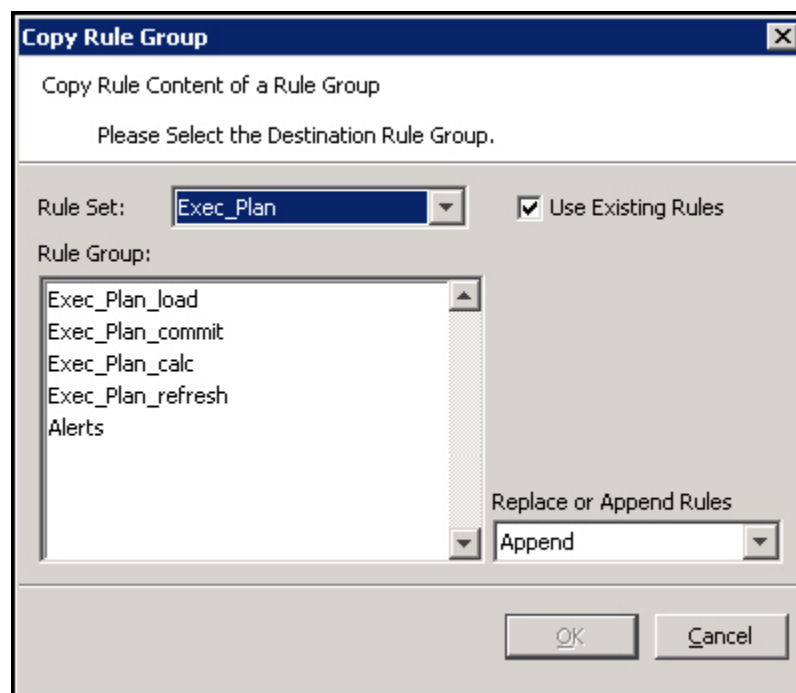 Copy Rule Group
Copy Rule Content of a Rule Group
Please Select the Destination Rule Group.
Rule Set: Exec_Plan Use Existing Rules
Rule Group:
Exec_Plan_load
Exec_Plan_commit
Exec_Plan_calc
Exec_Plan_refresh
Alerts
Replace or Append Rules
Append
OK Cancel